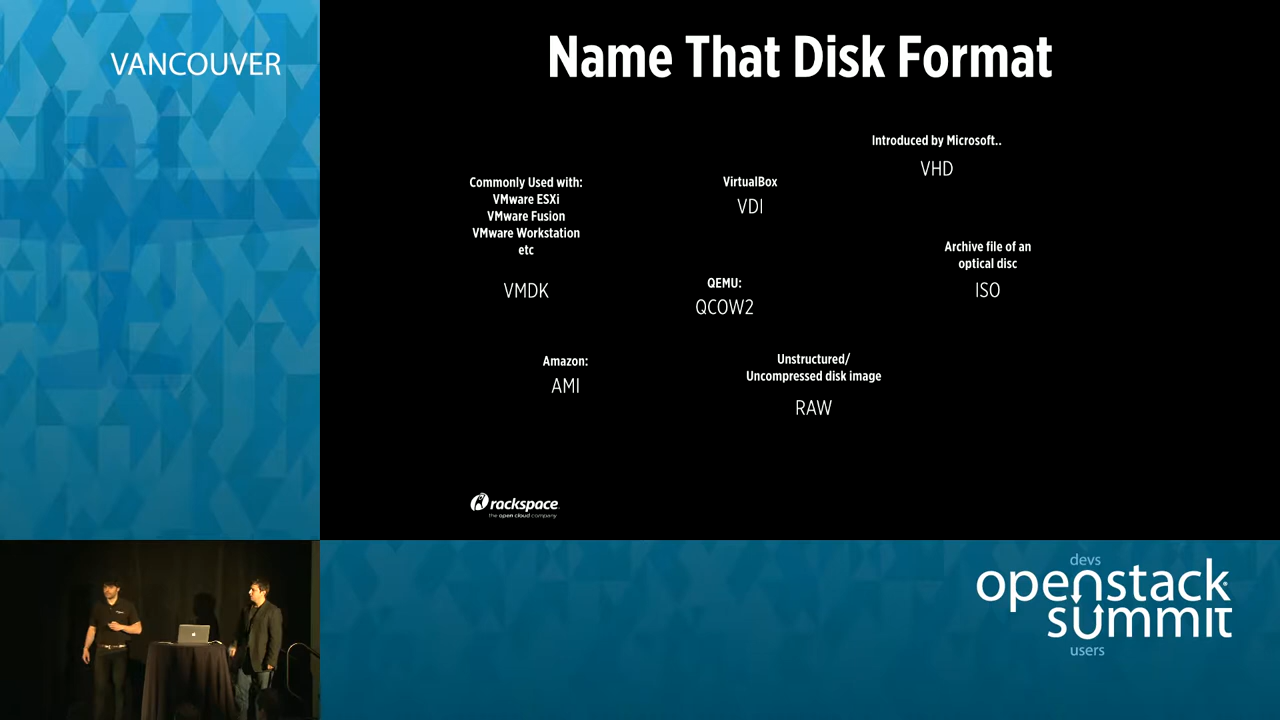 VANCOUVER
Name That Disk Format
Introduced by Microsoft..
VHD
Commonly Used with:
VMware ESXi
VMware Fusion
VMware Workstation
etc
VMDK
VirtualBox
VDI
Archive file of an
optical disc
ISO
QEMU:
QCOW2
Amazon:
AMI
Unstructured/
Uncompressed disk image
RAW
rackspace
the open cloud company
devs
openstack
summit
users